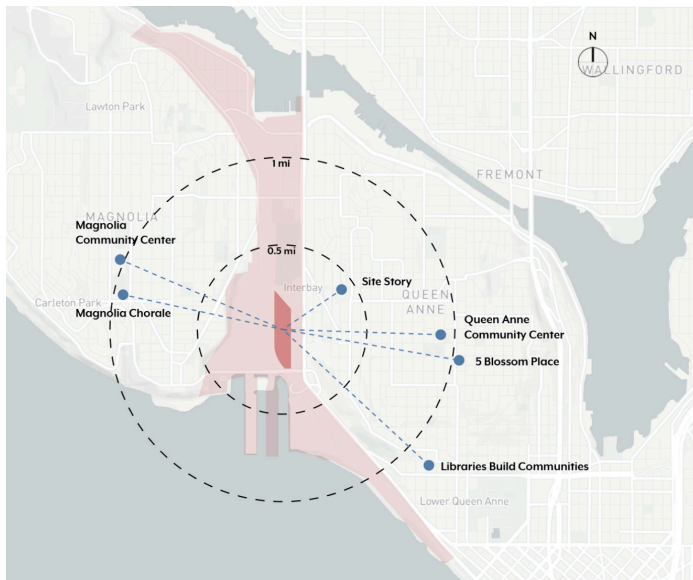 N
WALLINGFORD
Lawton Park
1 mi
FREMONT
MAGNOLIA
Magnolia
Community Center
0.5 mi
Site Story
Interbay
QUEEN
ANNE
Carleton Park
Magnolia Chorale
Queen Anne
Community Center
5 Blossom Place
Libraries Build Communities
Lower Queen Anne